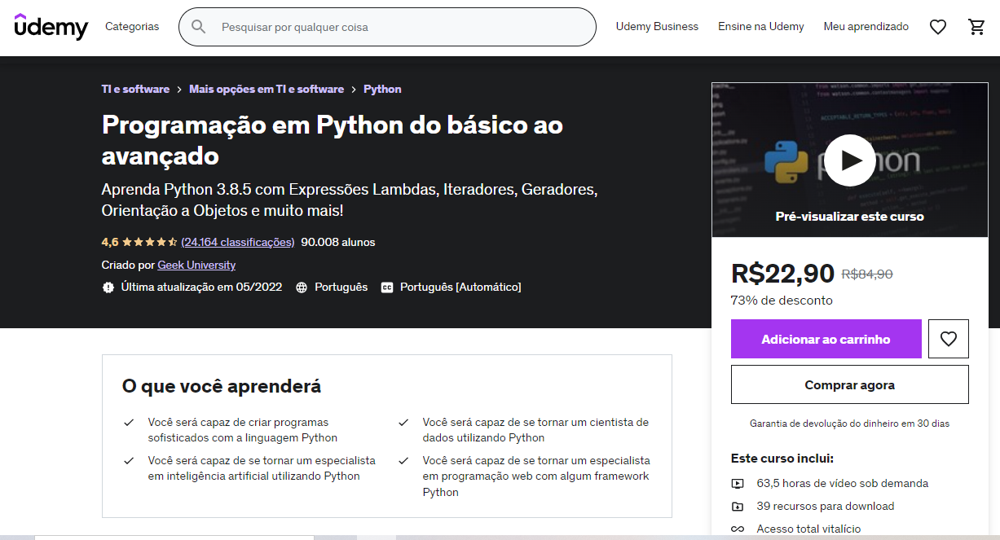 udemy
Categorias
Pesquisar por qualquer coisa
Udemy Business
Ensine na Udemy
Meu aprendizado
TI e software > Mais opções em TI e software > Python
Programação em Python do básico ao
avançado
Aprenda Python 3.8.5 com Expressões Lambdas, Iteradores, Geradores,
Orientação a Objetos e muito mais!
4,6 (24.164 classificações) 90.008 alunos
Criado por Geek University
Última atualização em 05/2022
Português
Português [Automático]
Pré-visualizar este curso
R$22,90 R$84,90
73% de desconto
Adicionar ao carrinho
Comprar agora
Garantia de devolução do dinheiro em 30 dias
Este curso inclui:
63,5 horas de vídeo sob demanda
39 recursos para download
Acesso total vitalício
O que você aprenderá
Você será capaz de criar programas
sofisticados com a linguagem Python
Você será capaz de se tornar um cientista de
dados utilizando Python
Você será capaz de se tornar um especialista
em inteligência artificial utilizando Python
Você será capaz de se tornar um especialista
em programação web com algum framework
Python